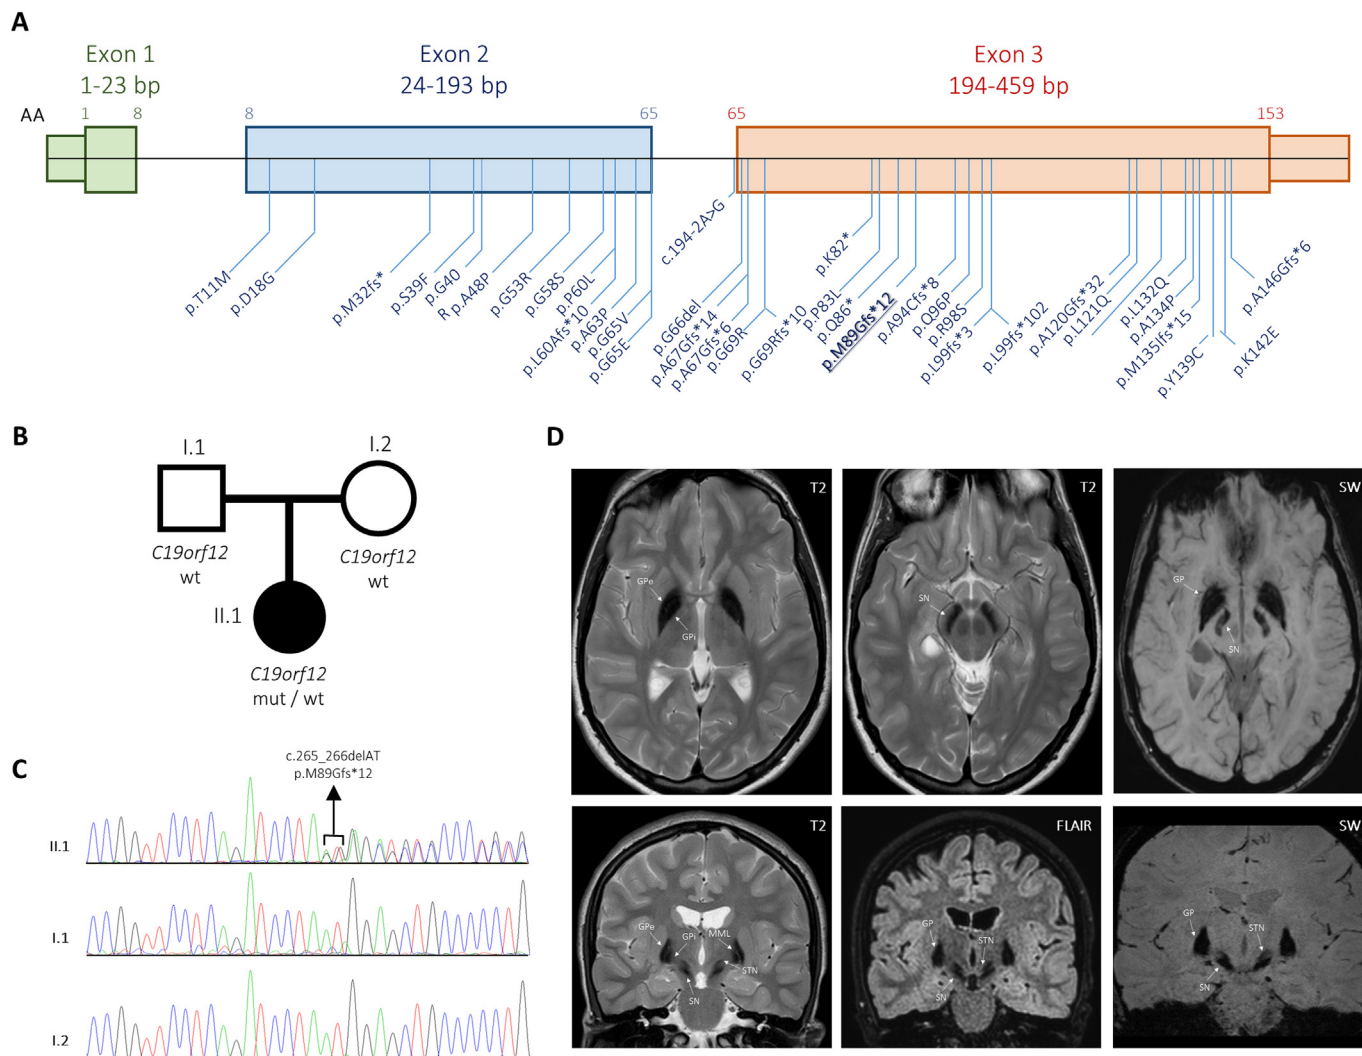 A
Exon 1
1-23 bp
Exon 2
24-193 bp
Exon 3
194-459 bp
AA
1
8
8
65
65
153
p.T11M
p.D18G
p.M32fs*
p.S39F
p.G40
R
p.A48P
p.G53R
p.G58S
p.P60L
p.L60Afs*10
p.A63P
p.G65V
p.G65E
c.194-2A>G
p.G66del
p.A67Gfs*14
p.A67Gfs*6
p.G69R
p.G69Rfs*10
p.K82*
p.P83L
p.Q86*
p.M89Gfs*12
p.A94Cfs*8
p.Q96P
p.R98S
p.L99fs*3
p.L99fs*102
p.A120Gfs*32
p.L121Q
p.L132Q
p.A134P
p.M135Ifs*15
p.Y139C
p.K142E
p.A146Gfs*6
B
I.1
I.2
C19orf12
wt
C19orf12
wt
II.1
C19orf12
mut / wt
C
c.265_266delAT
p.M89Gfs*12
II.1
I.1
I.2
D
T2
GPe
GPi
T2
SN
SW
GP
SN
T2
GPe
GPi
MML
STN
SN
FLAIR
GP
STN
SN
SW
GP
STN
SN